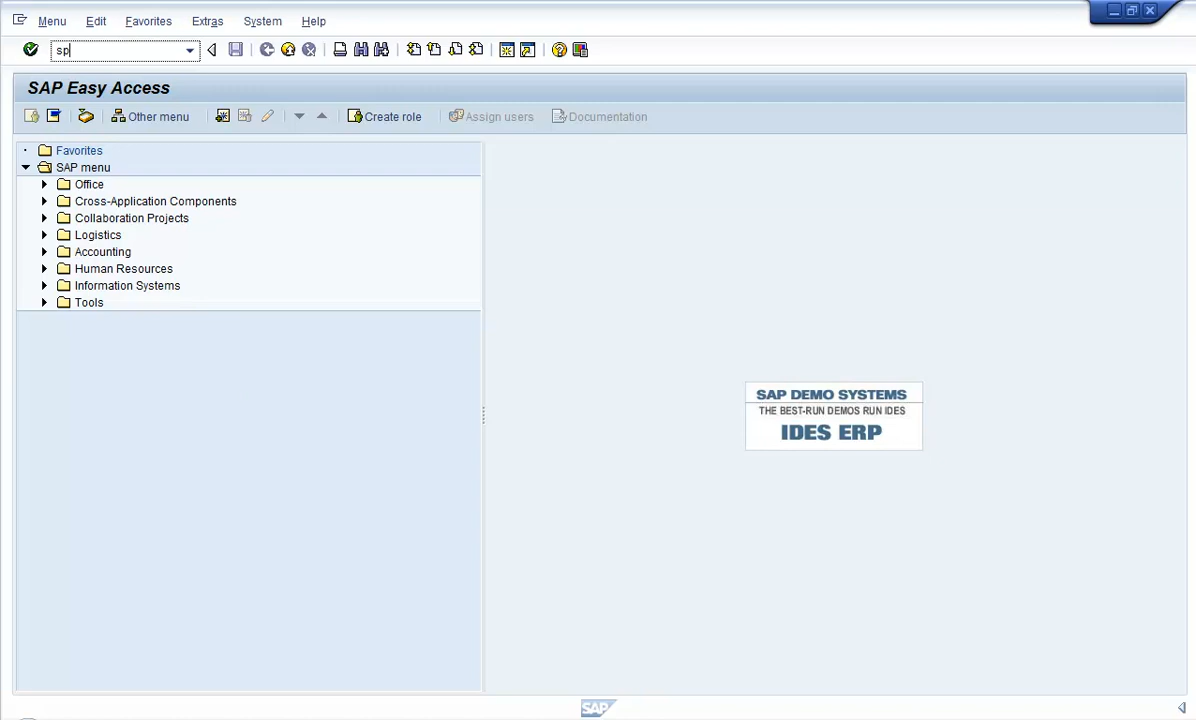 Menu Edit Favorites Extras System Help
sp
SAP Easy Access
Other menu Create role Assign users Documentation
Favorites
SAP menu
Office
Cross-Application Components
Collaboration Projects
Logistics
Accounting
Human Resources
Information Systems
Tools
SAP DEMO SYSTEMS
THE BEST-RUN DEMOS RUN IDES
IDES ERP
SAP